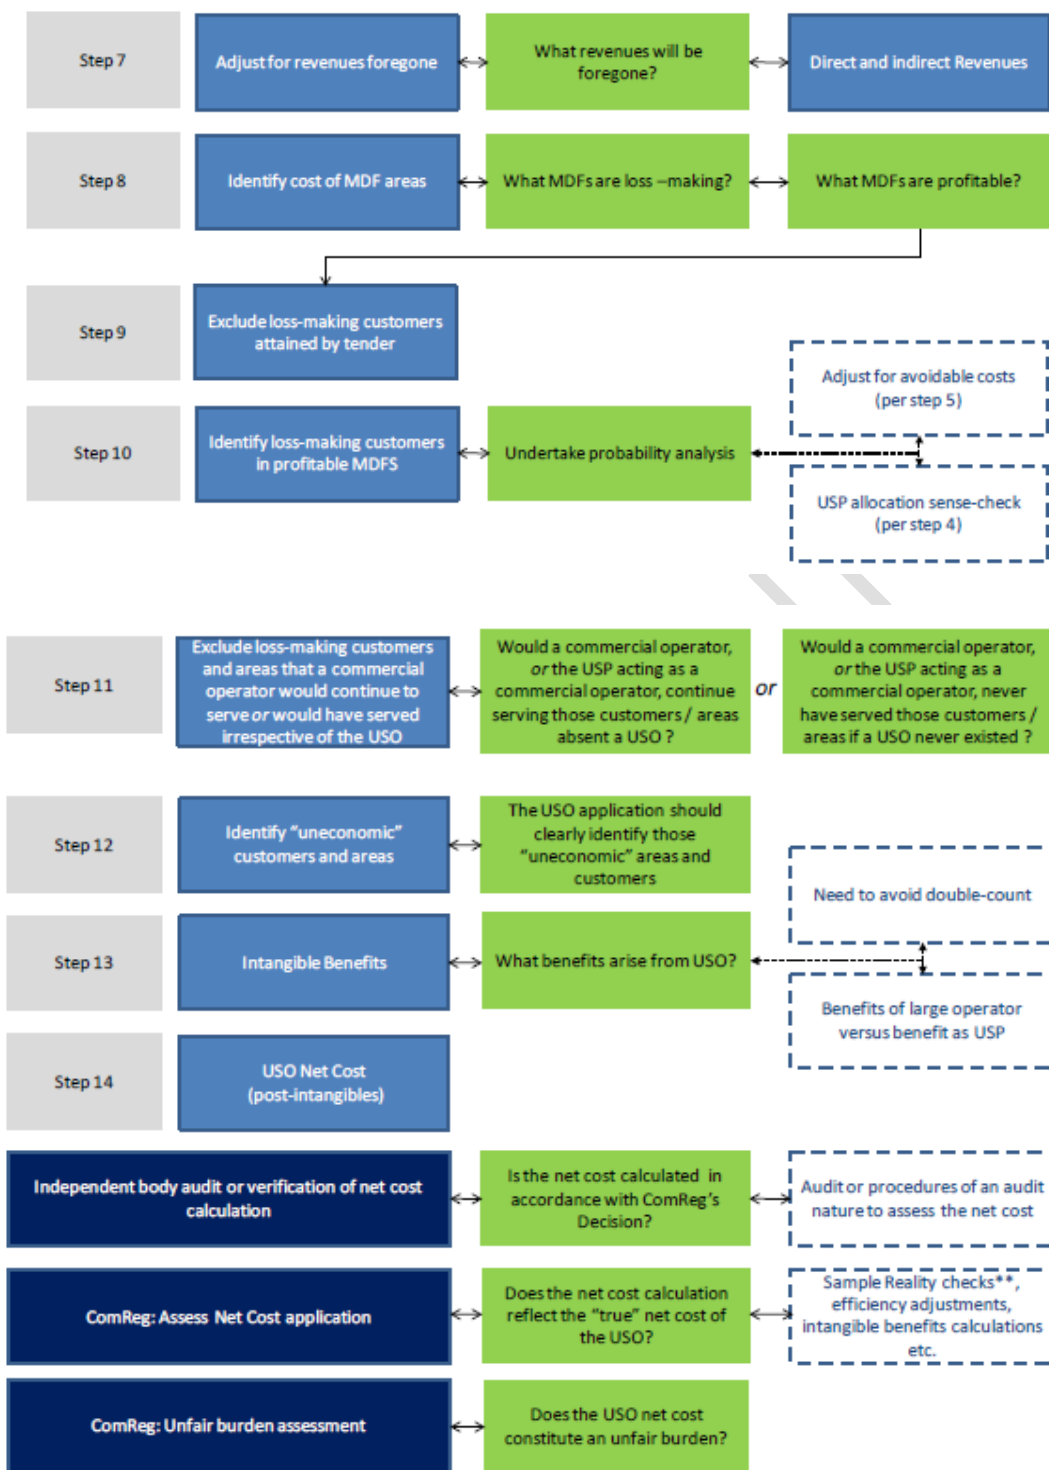 Step 7
Adjust for revenues foregone
What revenues will be
foregone?
Direct and indirect Revenues
Step 8
Identify cost of MDF areas
What MDFs are loss –making?
What MDFs are profitable?
Step 9
Exclude loss-making customers
attained by tender
Adjust for avoidable costs
(per step 5)
Step 10
Identify loss-making customers
in profitable MDFS
Undertake probability analysis
USP allocation sense-check
(per step 4)
Step 11
Exclude loss-making customers
and areas that a commercial
operator would continue to
serve or would have served
irrespective of the USO
Would a commercial operator,
or the USP acting as a
commercial operator, continue
serving those customers / areas
absent a USO ?
or
Would a commercial operator,
or the USP acting as a
commercial operator, never
have served those customers /
areas if a USO never existed ?
Step 12
Identify "uneconomic"
customers and areas
The USO application should
clearly identify those
"uneconomic" areas and
customers
Need to avoid double-count
Step 13
Intangible Benefits
What benefits arise from USO?
Benefits of large operator
versus benefit as USP
Step 14
USO Net Cost
(post-intangibles)
Independent body audit or verification of net cost
calculation
Is the net cost calculated in
accordance with ComReg's
Decision?
Audit or procedures of an audit
nature to assess the net cost
ComReg: Assess Net Cost application
Does the net cost calculation
reflect the "true" net cost of
the USO?
Sample Reality checks**,
efficiency adjustments,
intangible benefits calculations
etc.
ComReg: Unfair burden assessment
Does the USO net cost
constitute an unfair burden?